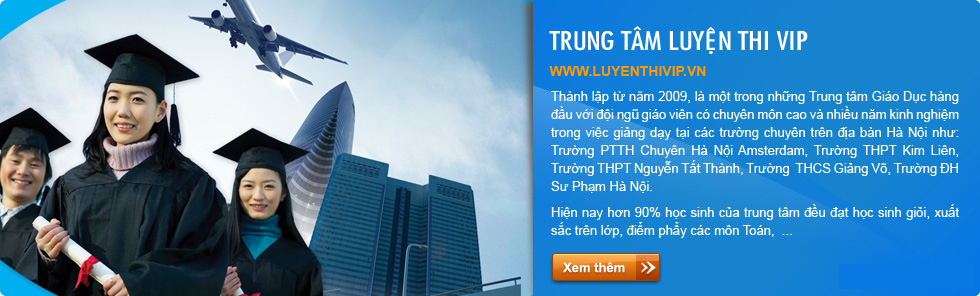 TRUNG TÂM LUYỆN THI VIP
WWW.LUYENTHIVIP.VN
Thành lập từ năm 2009, là một trong những Trung tâm Giáo Dục hàng
đầu với đội ngũ giáo viên có chuyên môn cao và nhiều năm kinh nghiệm
trong việc giảng dạy tại các trường chuyên trên địa bàn Hà Nội như:
Trường PTTH Chuyên Hà Nội Amsterdam, Trường THPT Kim Liên,
Trường THPT Nguyễn Tất Thành, Trường THCS Giảng Võ, Trường ĐH
Sư Phạm Hà Nội.
Hiện nay hơn 90% học sinh của trung tâm đều đạt học sinh giỏi, xuất
sắc trên lớp, điểm phẩy các môn Toán, ...
Xem thêm »